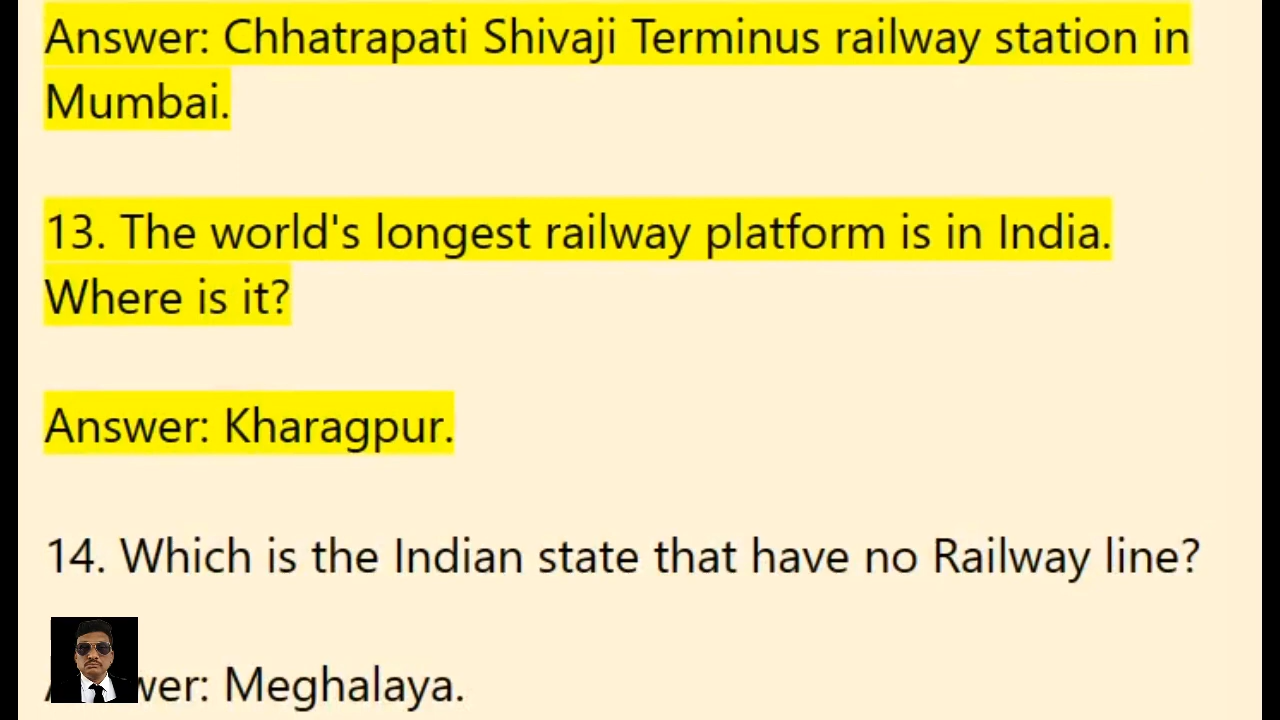 Answer: Chhatrapati Shivaji Terminus railway station in
Mumbai.
13. The world's longest railway platform is in India.
Where is it?
Answer: Kharagpur.
14. Which is the Indian state that have no Railway line?
wer: Meghalaya.